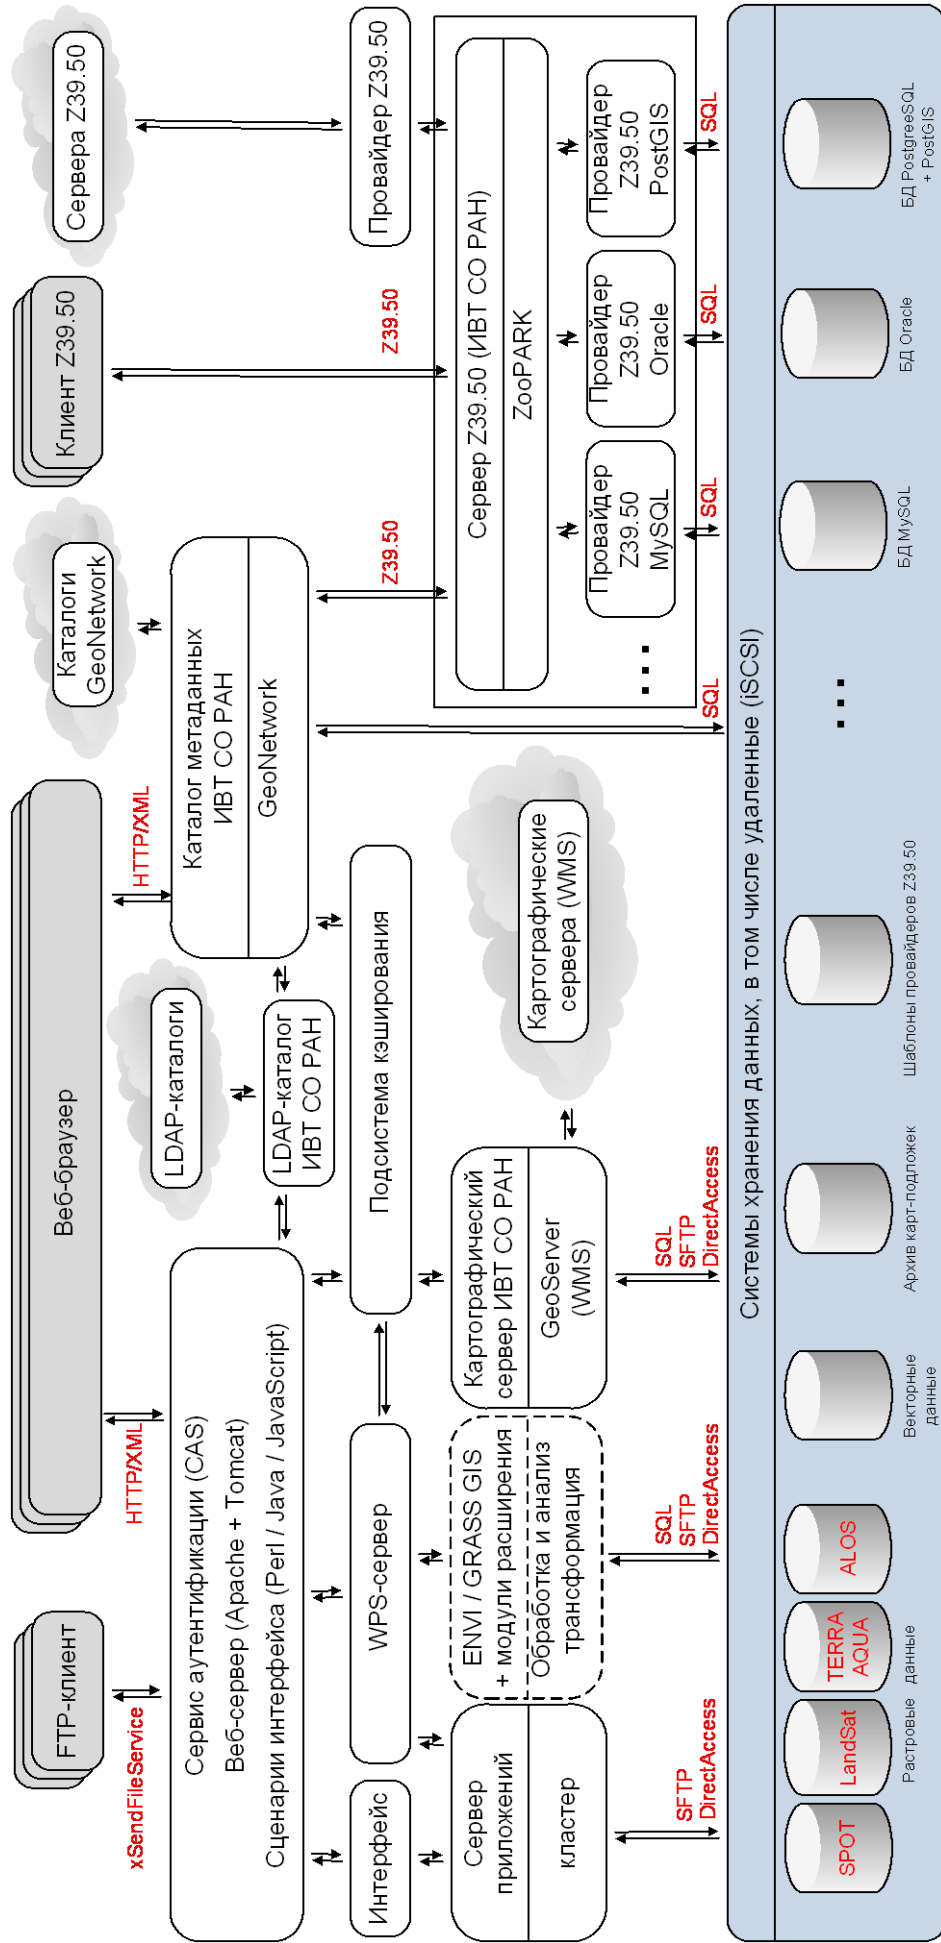 FTP-клиент
Веб-браузер
Каталоги
GeoNetwork
Клиент Z39.50
Сервера Z39.50
xSendFileService
HTTP/XML
HTTP/XML
LDAP-каталоги
Сервис аутентификации (CAS)
Веб-сервер (Apache + Tomcat)
Сценарии интерфейса (Perl / Java / JavaScript)
LDAP-каталог
ИВТ СО РАН
Каталог метаданных
ИВТ СО РАН
GeoNetwork
Z39.50
Z39.50
Провайдер Z39.50
Интерфейс
WPS-сервер
Подсистема кэширования
Сервер
приложений
кластер
ENVI / GRASS GIS
+ модули расширения
Обработка и анализ
трансформация
Картографический
сервер ИВТ СО РАН
GeoServer
(WMS)
Картографические
сервера (WMS)
Сервер Z39.50 (ИВТ СО РАН)
ZooPARK
...
Провайдер
Z39.50
MySQL
Провайдер
Z39.50
Oracle
Провайдер
Z39.50
PostGIS
SFTP
DirectAccess
SQL
SFTP
DirectAccess
SQL
SFTP
DirectAccess
SQL
SQL
SQL
SQL
Системы хранения данных, в том числе удаленные (iSCSI)
SPOT
LandSat
TERRA
AQUA
ALOS
...
Растровые данные
Векторные
данные
Архив карт-подложек
Шаблоны провайдеров Z39.50
БД MySQL
БД Oracle
БД PostgreeSQL
+ PostGIS